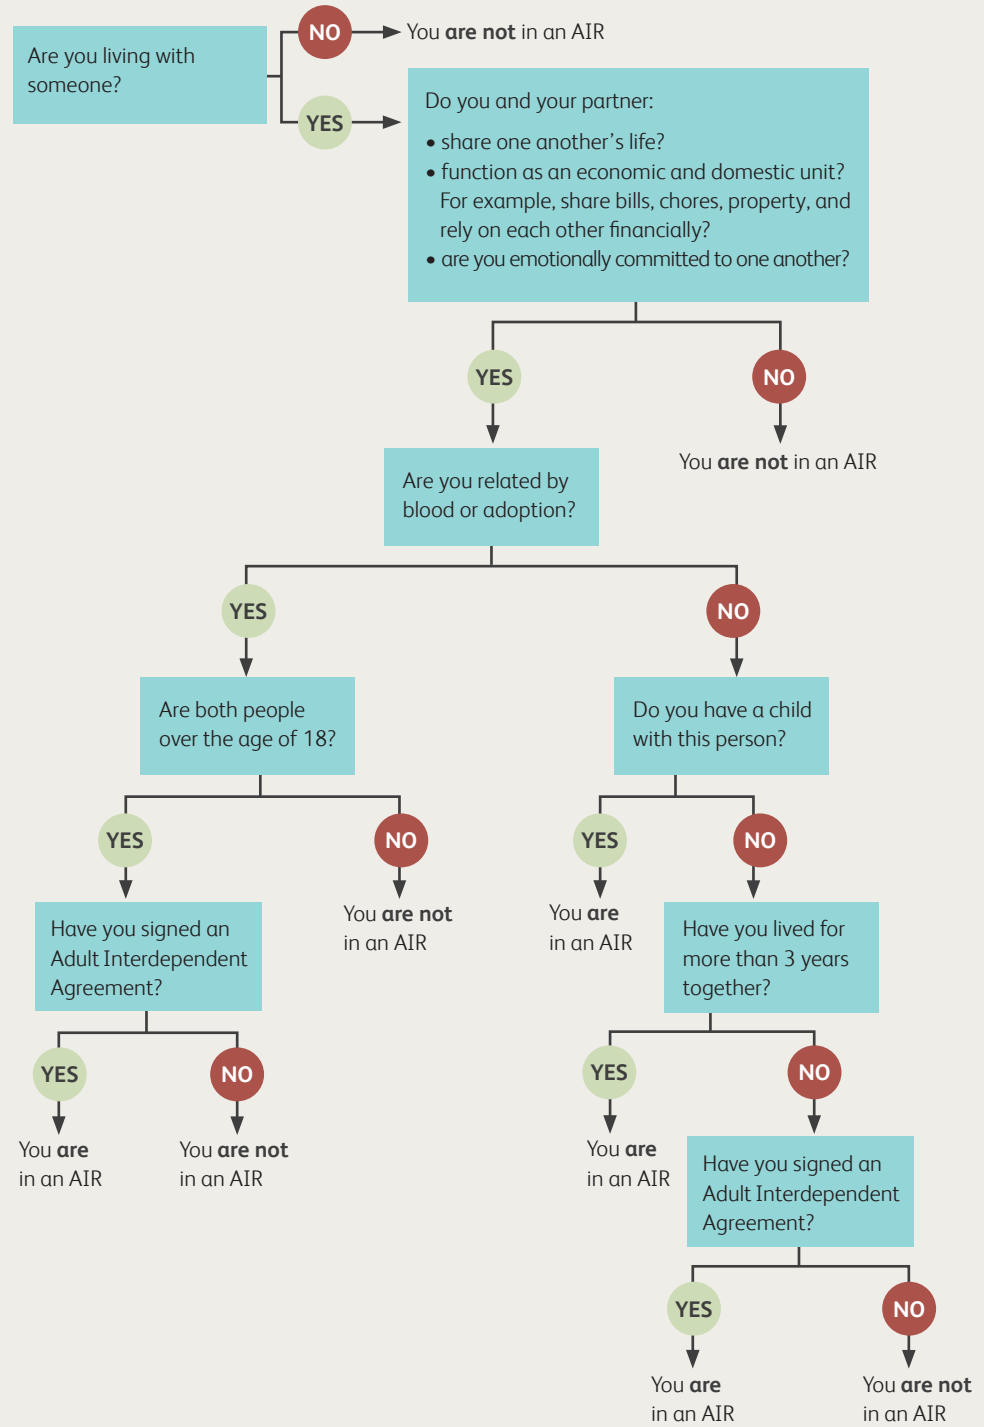 Are you living with
someone?
NO
You are not in an AIR
YES
Do you and your partner:
• share one another’s life?
• function as an economic and domestic unit?
For example, share bills, chores, property, and
rely on each other financially?
• are you emotionally committed to one another?
YES
NO
You are not in an AIR
Are you related by
blood or adoption?
YES
NO
Are both people
over the age of 18?
Do you have a child
with this person?
YES
NO
YES
NO
Have you signed an
Adult Interdependent
Agreement?
You are not
in an AIR
You are
in an AIR
Have you lived for
more than 3 years
together?
YES
NO
YES
NO
You are
in an AIR
You are not
in an AIR
You are
in an AIR
Have you signed an
Adult Interdependent
Agreement?
YES
NO
You are
in an AIR
You are not
in an AIR